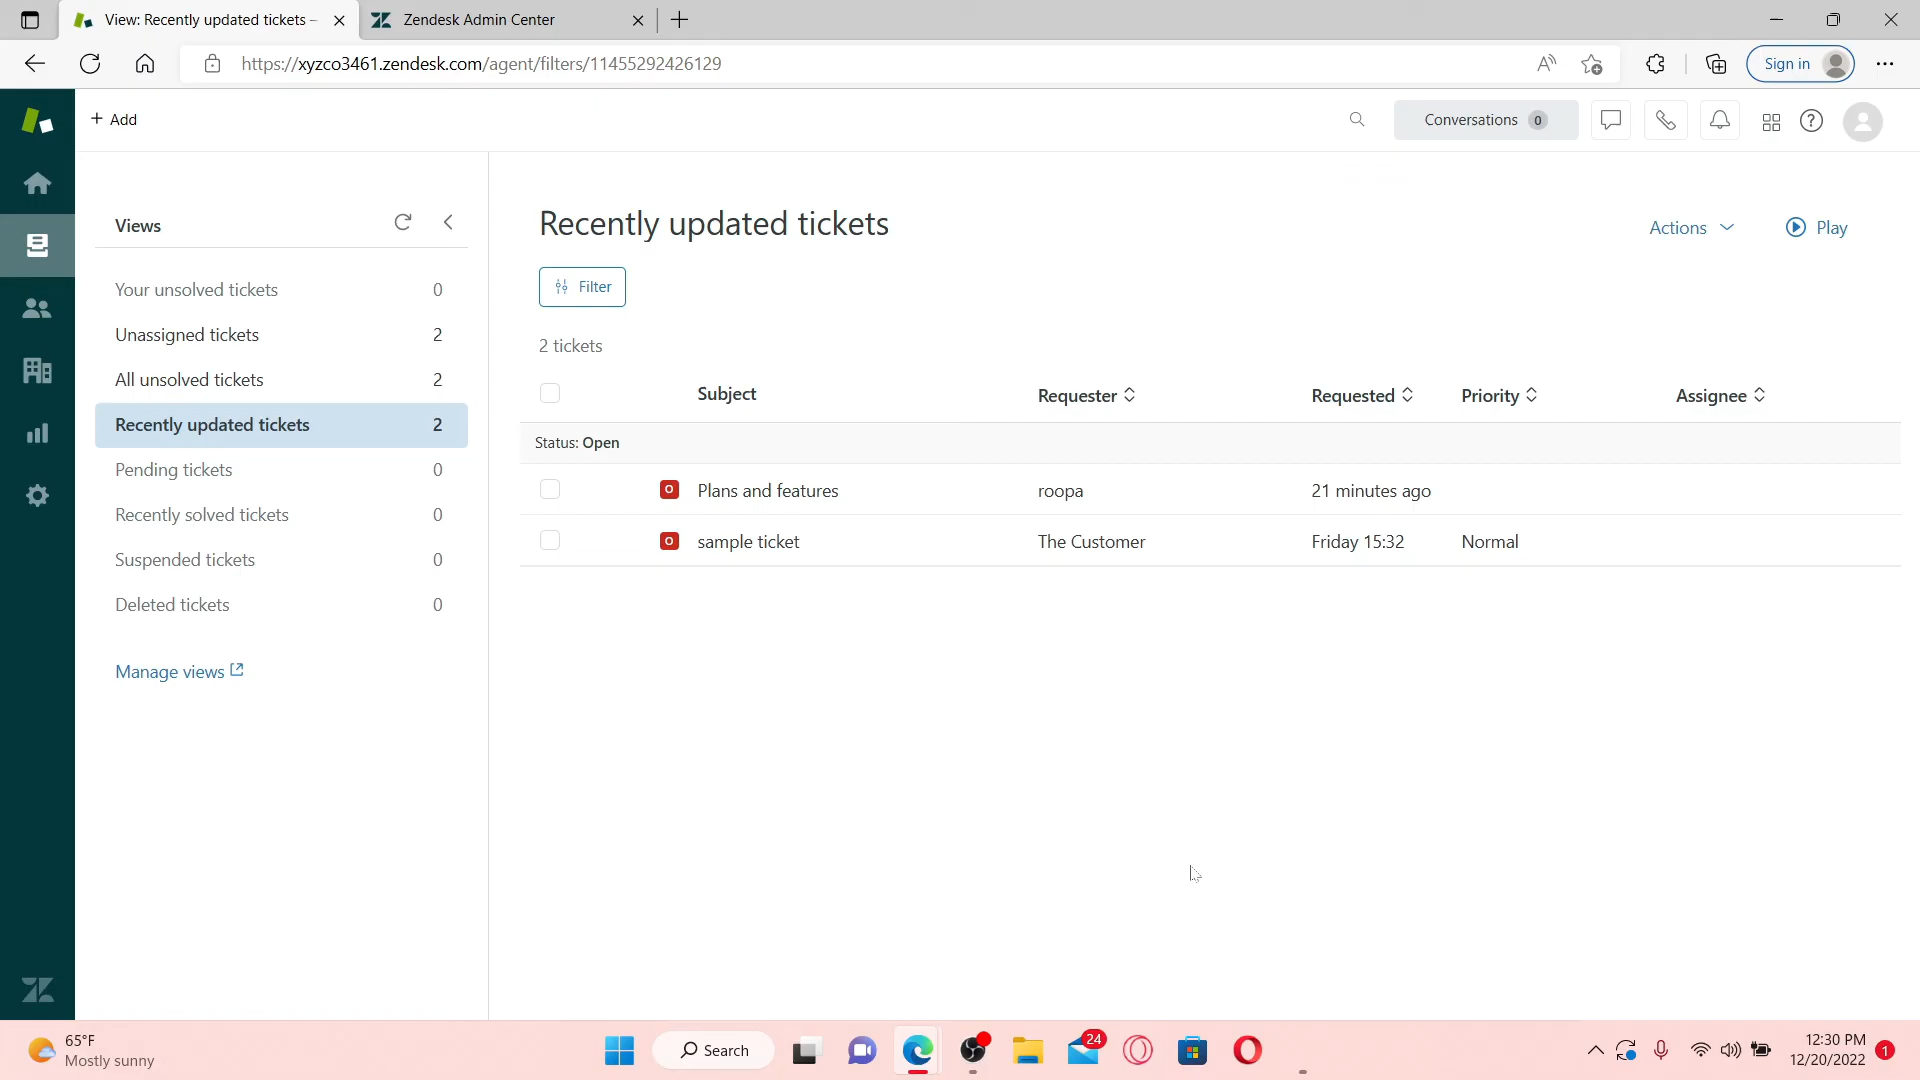 View: Recently updated tickets –
Zendesk Admin Center
https://xyzco3461.zendesk.com/agent/filters/11455292426129
Sign in
+ Add
Conversations 0
Views
Your unsolved tickets 0
Unassigned tickets 2
All unsolved tickets 2
Recently updated tickets 2
Pending tickets 0
Recently solved tickets 0
Suspended tickets 0
Deleted tickets 0
Manage views
Recently updated tickets
Actions
Play
Filter
2 tickets
Subject Requester Requested Priority Assignee
Status: Open
O Plans and features roopa 21 minutes ago
O sample ticket The Customer Friday 15:32 Normal
65°F
Mostly sunny
Search
24
12:30 PM
12/20/2022
1